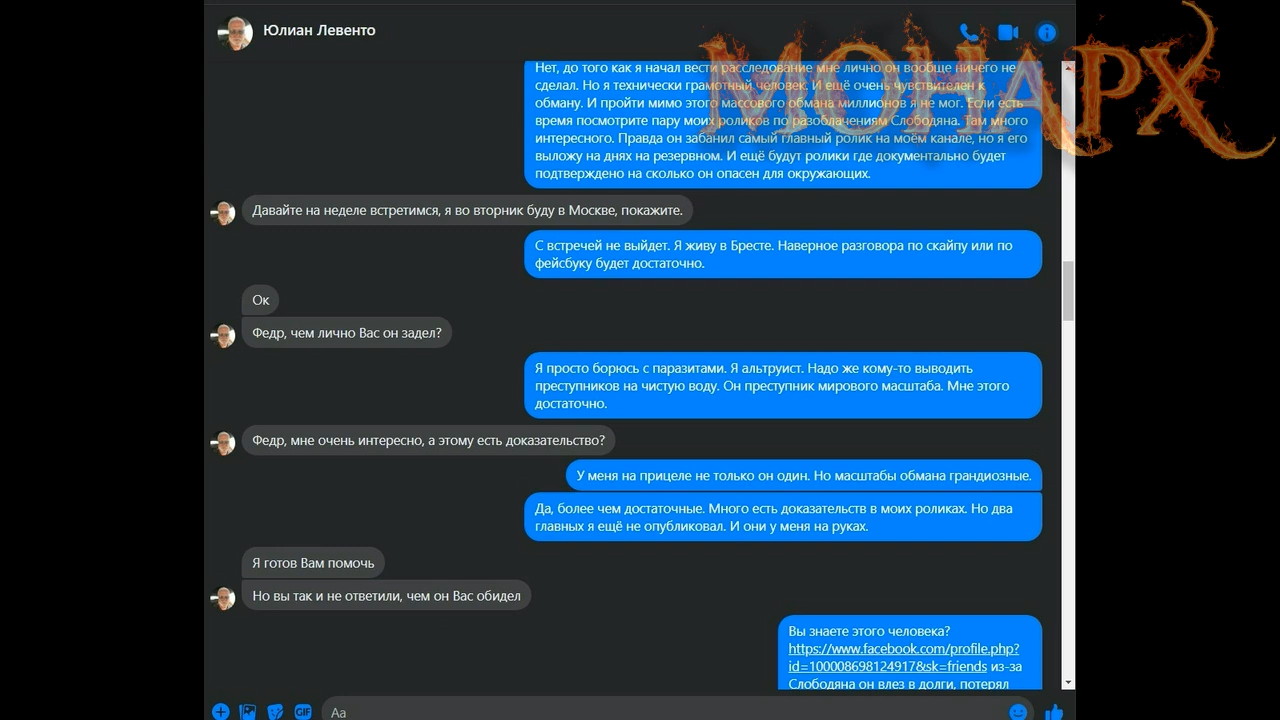 Юлиан Левенто
МОНАРХ
Нет, до того как я начал вести расследование мне лично он вообще ничего не
сделал. Но я технически грамотный человек. И ещё очень чувствителен к
обману. И пройти мимо этого массового обмана миллионов я не мог. Если есть
время посмотрите пару моих роликов по разоблачениям Слободяна. Там много
интересного. Правда он забанил самый главный ролик на моём канале, но я его
выложу на днях на резервном. И ещё будут ролики где документально будет
подтверждено на сколько он опасен для окружающих.
Давайте на неделе встретимся, я во вторник буду в Москве, покажите.
С встречей не выйдет. Я живу в Бресте. Наверное разговора по скайпу или по
фейсбуку будет достаточно.
Ок
Федр, чем лично Вас он задел?
Я просто борюсь с паразитами. Я альтруист. Надо же кому-то выводить
преступников на чистую воду. Он преступник мирового масштаба. Мне этого
достаточно.
Федр, мне очень интересно, а этому есть доказательство?
У меня на прицеле не только он один. Но масштабы обмана грандиозные.
Да, более чем достаточные. Много есть доказательств в моих роликах. Но два
главных я ещё не опубликовал. И они у меня на руках.
Я готов Вам помочь
Но вы так и не ответили, чем он Вас обидел
Вы знаете этого человека?
https://www.facebook.com/profile.php?
id=100008698124917&sk=friends из-за
Слободяна он влез в долги, потерял
GIF
Aa